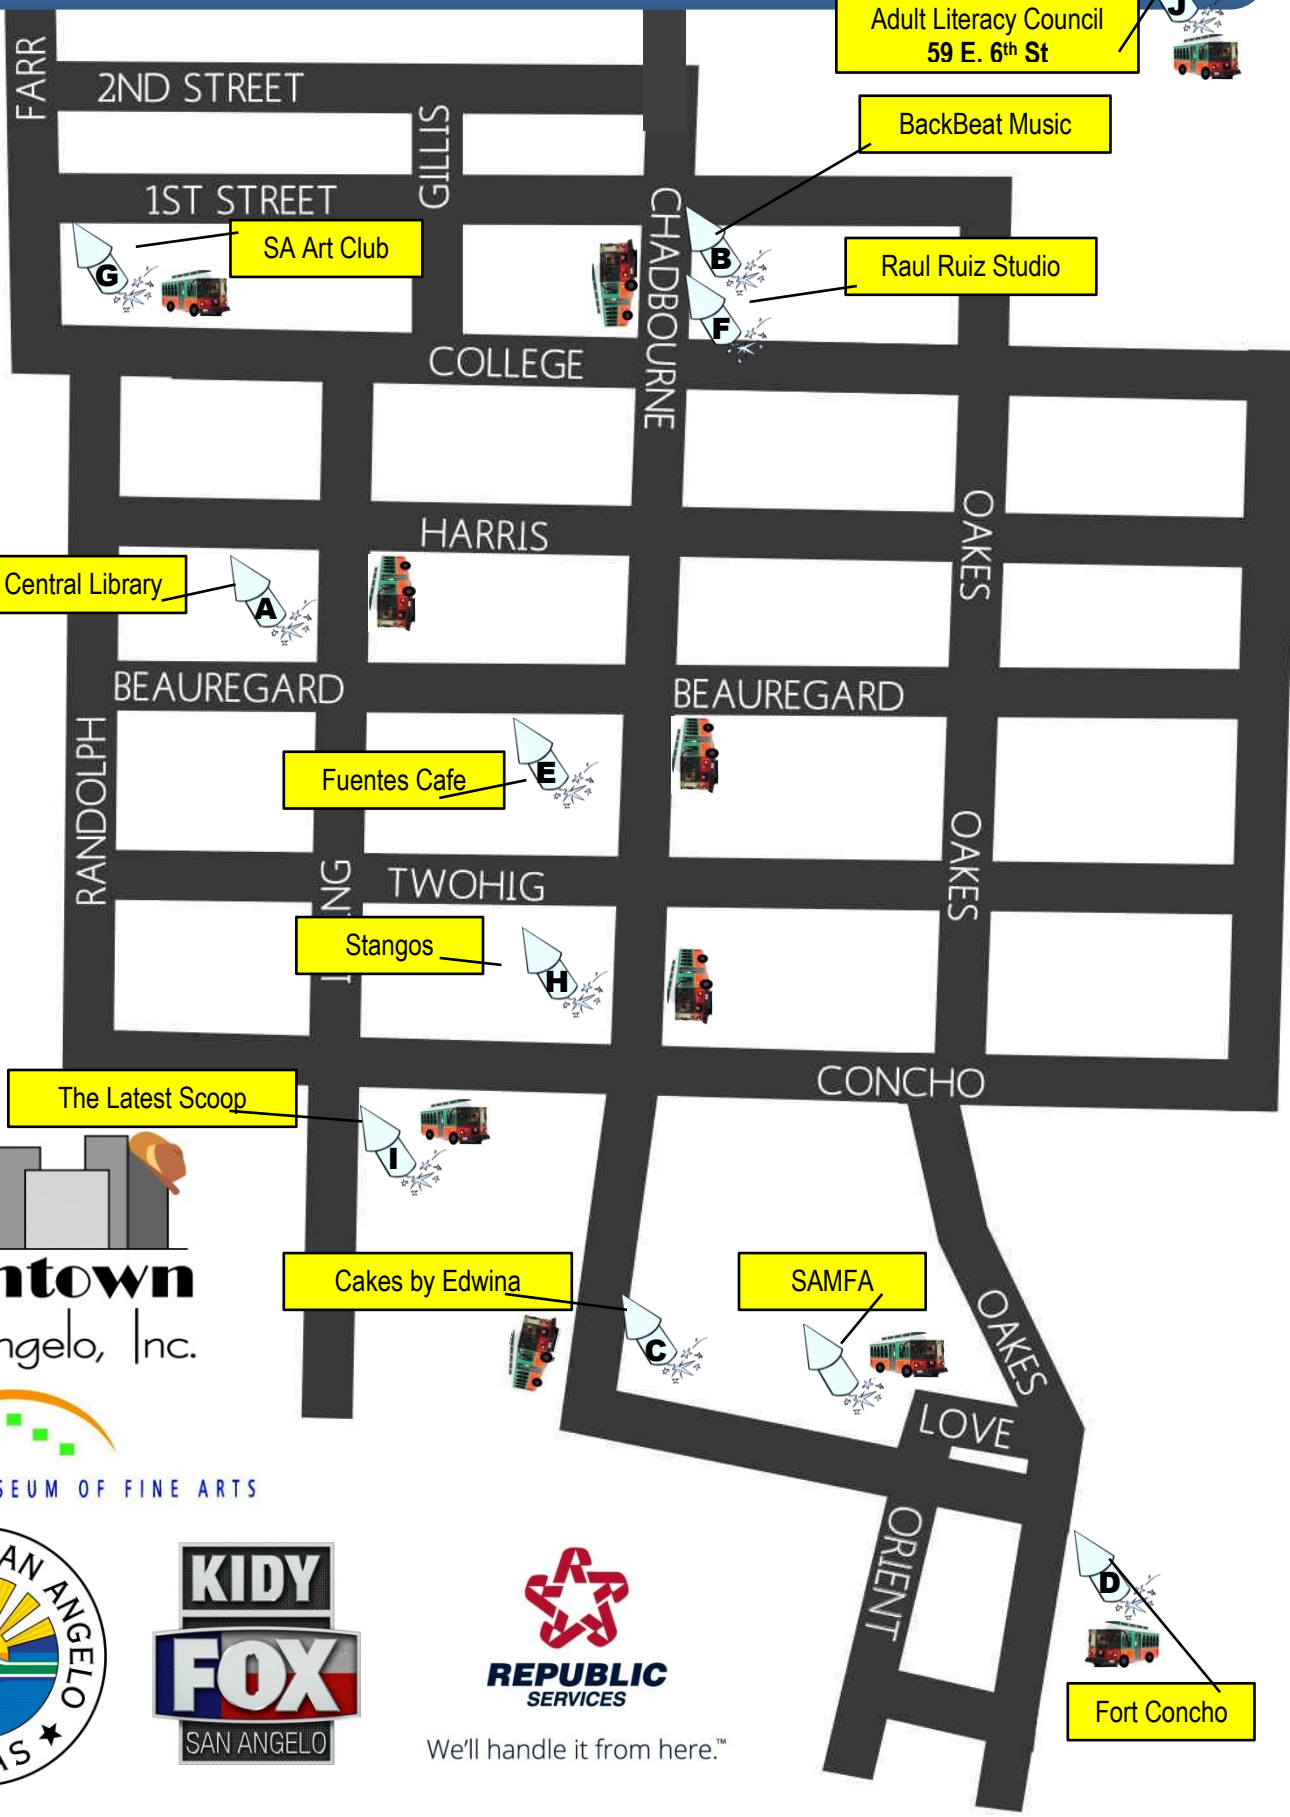 Adult Literacy Council
59 E. 6th St
J
FARR
2ND STREET
GILLIS
BackBeat Music
1ST STREET
SA Art Club
G
CHADBOURNE
B
Raul Ruiz Studio
F
COLLEGE
HARRIS
OAKES
Central Library
A
BEAUREGARD
BEAUREGARD
RANDOLPH
Fuentes Cafe
E
OAKES
TWOHIG
Stangos
H
CONCHO
The Latest Scoop
I
ntown
ngelo, Inc.
Cakes by Edwina
C
SAMFA
OAKES
LOVE
SEUM OF FINE ARTS
ORIENT
AN ANGELO
KIDY
FOX
SAN ANGELO
REPUBLIC
SERVICES
We'll handle it from here.™
D
Fort Concho